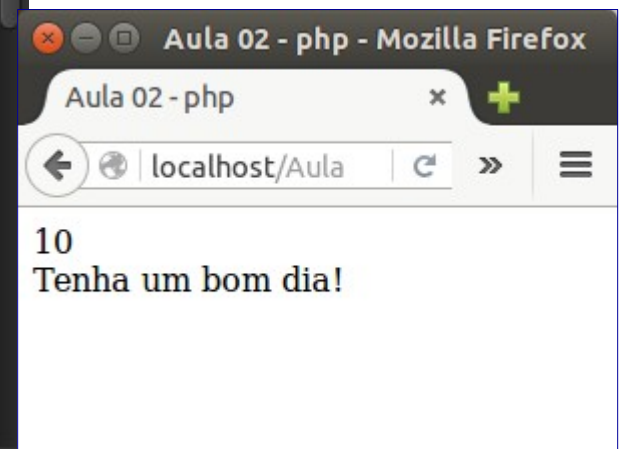 Aula 02 - php - Mozilla Firefox
Aula 02 - php
localhost/Aula
10
Tenha um bom dia!